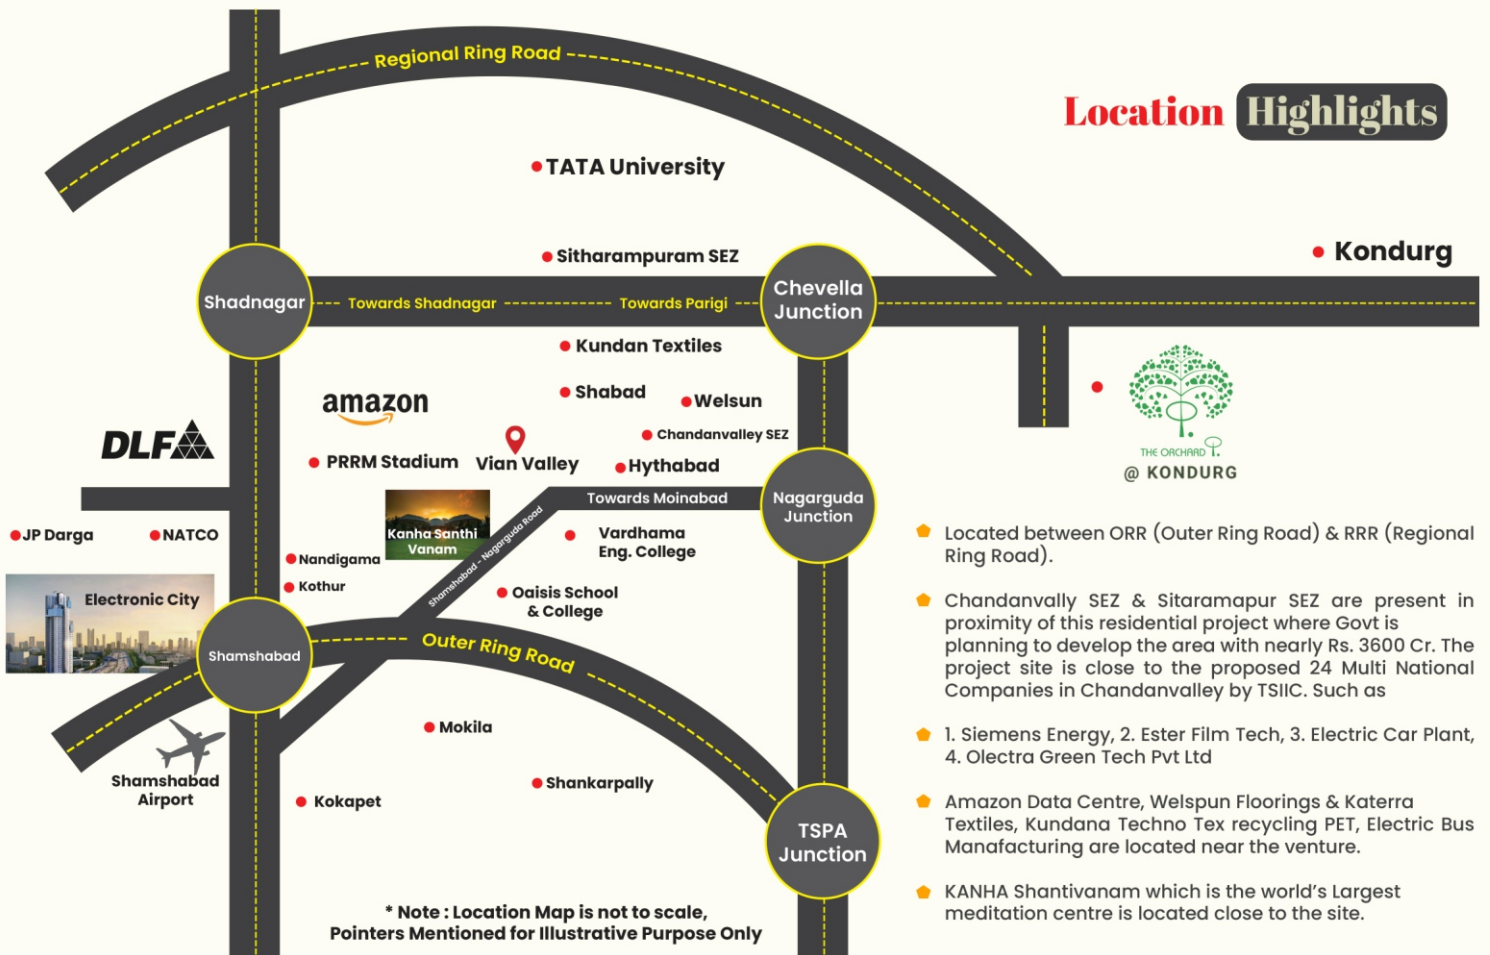 Regional Ring Road
Location Highlights
TATA University
Sitharampuram SEZ
Kondurg
Shadnagar
Towards Shadnagar
Towards Parigi
Chevella
Junction
Kundan Textiles
Shabad
Welsun
amazon
Chandanvalley SEZ
DLF
PRRM Stadium
Vian Valley
Hythabad
THE ORCHARD
@ KONDURG
Towards Moinabad
Nagarguda
Junction
Kanha Santhi
Vanam
Shamshabad - Nagarguda Road
JP Darga
NATCO
Vardhama
Eng. College
Nandigama
Kothur
Oaisis School
& College
Electronic City
Shamshabad
Outer Ring Road
Mokila
Shamshabad
Airport
Shankarpally
Kokapet
TSPA
Junction
* Note : Location Map is not to scale,
Pointers Mentioned for Illustrative Purpose Only
Located between ORR (Outer Ring Road) & RRR (Regional
Ring Road).
Chandanvally SEZ & Sitaramapur SEZ are present in
proximity of this residential project where Govt is
planning to develop the area with nearly Rs. 3600 Cr. The
project site is close to the proposed 24 Multi National
Companies in Chandanvalley by TSIIC. Such as
1. Siemens Energy, 2. Ester Film Tech, 3. Electric Car Plant,
4. Olectra Green Tech Pvt Ltd
Amazon Data Centre, Welspun Floorings & Katerra
Textiles, Kundana Techno Tex recycling PET, Electric Bus
Manafacturing are located near the venture.
KANHA Shantivanam which is the world's Largest
meditation centre is located close to the site.